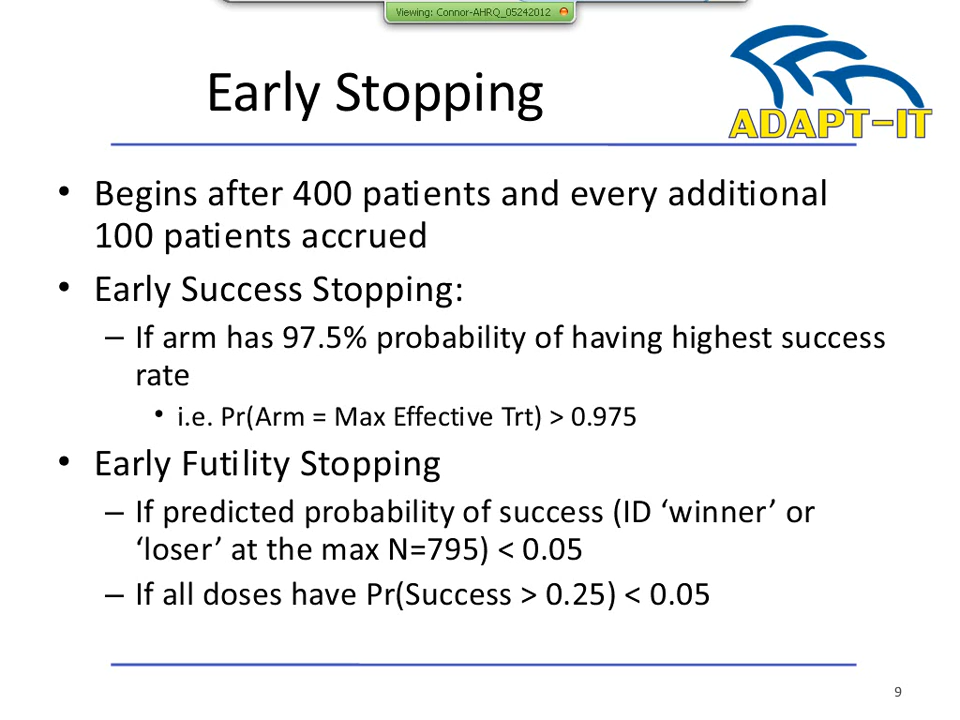 Viewing: Connor-AHRQ_05242012
Early Stopping
ADAPT-IT
• Begins after 400 patients and every additional
100 patients accrued
• Early Success Stopping:
– If arm has 97.5% probability of having highest success
rate
• i.e. Pr(Arm = Max Effective Trt) > 0.975
• Early Futility Stopping
– If predicted probability of success (ID ‘winner’ or
‘loser’ at the max N=795) < 0.05
– If all doses have Pr(Success > 0.25) < 0.05
9